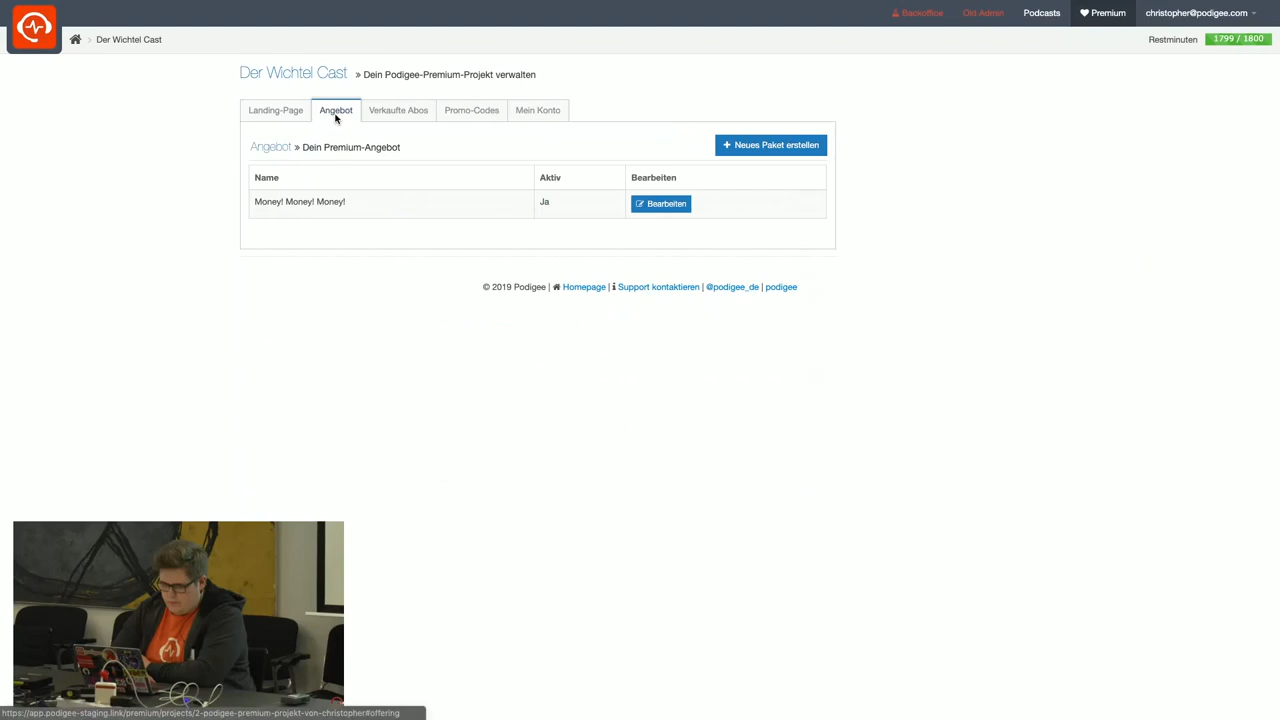 Backoffice Old Admin Podcasts Premium christopher@podigee.com
Der Wichtel Cast Restminuten 1799 / 1800
Der Wichtel Cast » Dein Podigee-Premium-Projekt verwalten
Landing-Page Angebot Verkaufte Abos Promo-Codes Mein Konto
Angebot » Dein Premium-Angebot + Neues Paket erstellen
Name Aktiv Bearbeiten
Money! Money! Money! Ja Bearbeiten
© 2019 Podigee | Homepage | Support kontaktieren | @podigee_de | podigee
https://app.podigee-staging.link/premium/projects/2-podigee-premium-projekt-von-christopher#offering